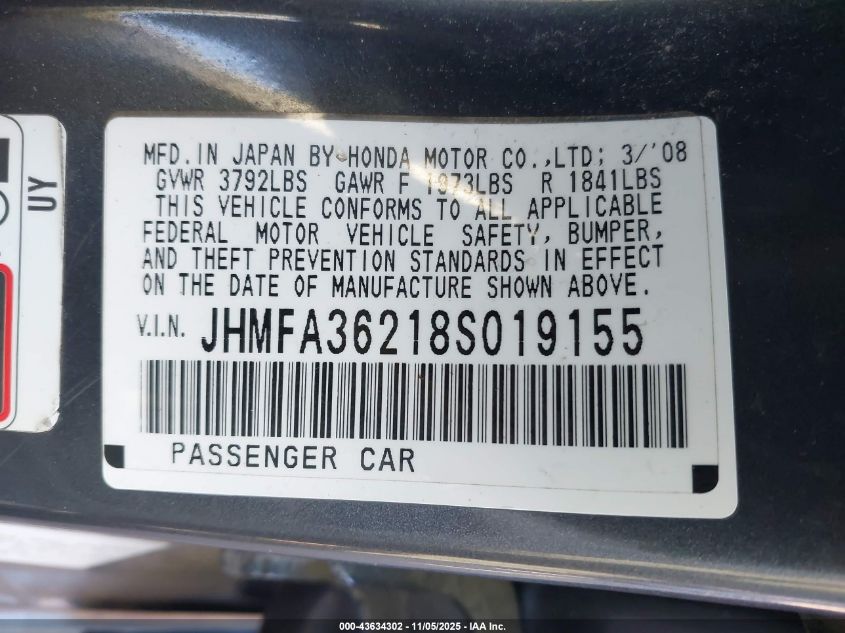 MFD. IN JAPAN BY HONDA MOTOR CO.,LTD; 3/'08
GVWR 3792LBS GAWR F 1973LBS R 1841LBS
THIS VEHICLE CONFORMS TO ALL APPLICABLE
FEDERAL MOTOR VEHICLE SAFETY, BUMPER,
AND THEFT PREVENTION STANDARDS IN EFFECT
ON THE DATE OF MANUFACTURE SHOWN ABOVE.
V.I.N. JHMFA36218S019155
PASSENGER CAR
UY
000-43634302 - 11/05/2025 - IAA Inc.